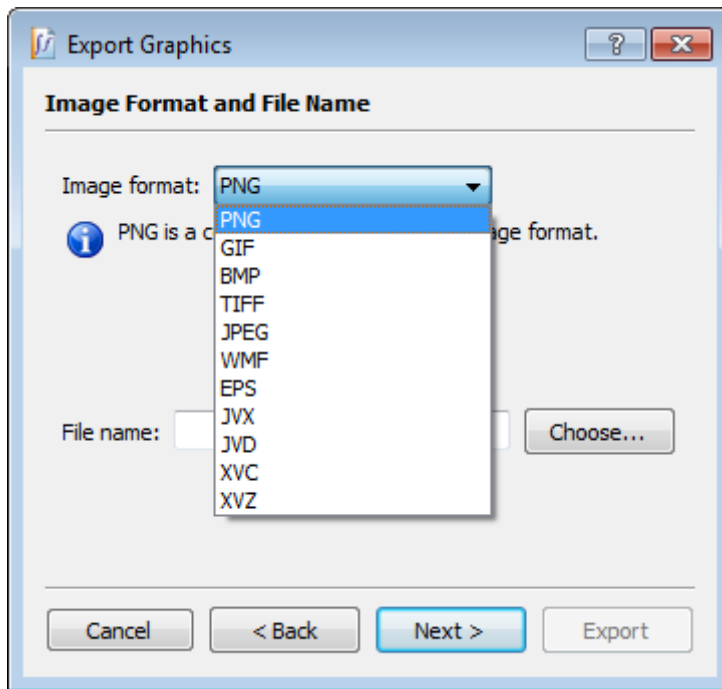 Export Graphics
Image Format and File Name
Image format: PNG
PNG
PNG is a c age format.
GIF
BMP
TIFF
JPEG
WMF
EPS
JVX
File name: Choose...
JVD
XVC
XVZ
Cancel < Back Next > Export